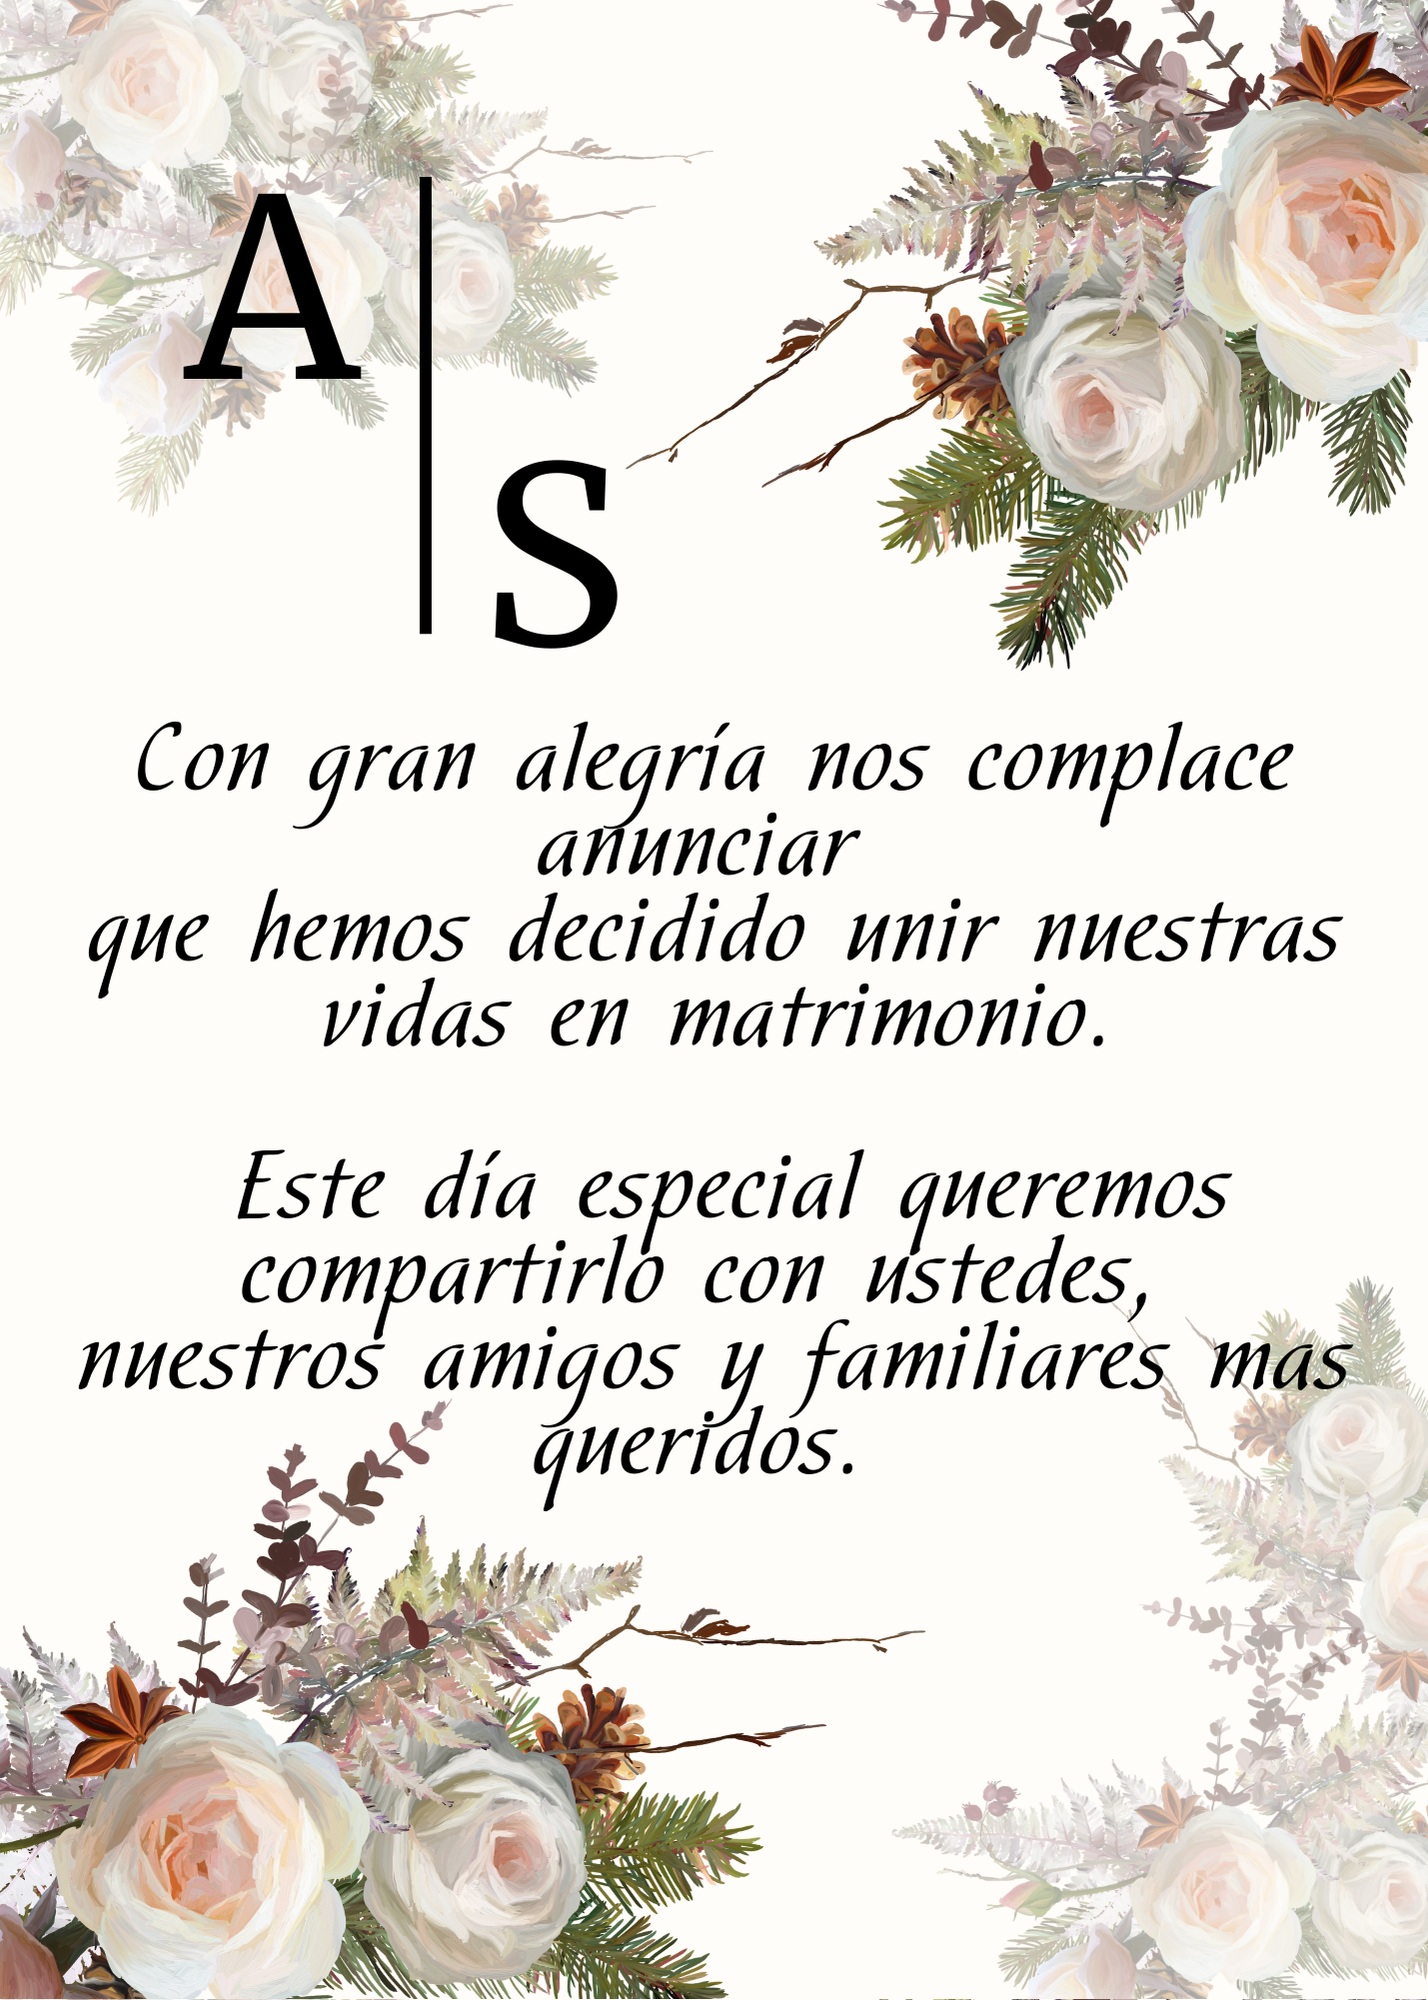 A
S
Con gran alegría nos complace
anunciar
que hemos decidido unir nuestras
vidas en matrimonio.
Este día especial queremos
compartirlo con ustedes,
nuestros amigos y familiares mas
queridos.